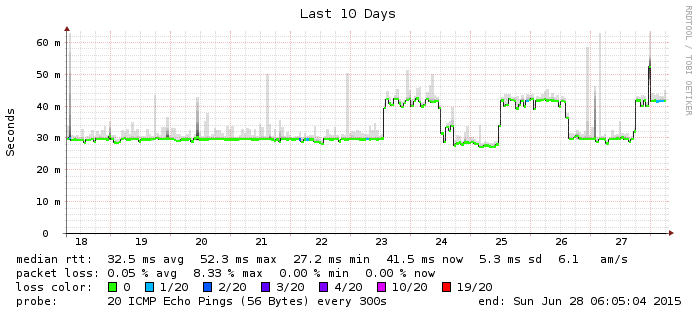 Last 10 Days
RRDTOOL / TOBI OETIKER
Seconds
60 m
50 m
40 m
30 m
20 m
10 m
0
18 19 20 21 22 23 24 25 26 27
median rtt: 32.5 ms avg 52.3 ms max 27.2 ms min 41.5 ms now 5.3 ms sd 6.1 am/s
packet loss: 0.05 % avg 8.33 % max 0.00 % min 0.00 % now
loss color: 0 1/20 2/20 3/20 4/20 10/20 19/20
probe: 20 ICMP Echo Pings (56 Bytes) every 300s end: Sun Jun 28 06:05:04 2015